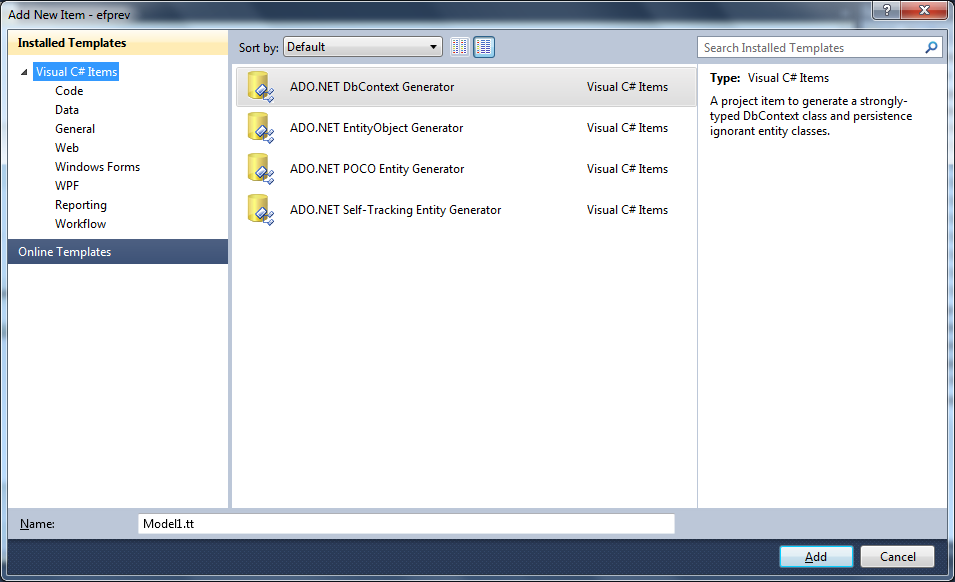 Add New Item - efprev
?
Installed Templates
Visual C# Items
Code
Data
General
Web
Windows Forms
WPF
Reporting
Workflow
Online Templates
Sort by: Default
ADO.NET DbContext Generator Visual C# Items
ADO.NET EntityObject Generator Visual C# Items
ADO.NET POCO Entity Generator Visual C# Items
ADO.NET Self-Tracking Entity Generator Visual C# Items
Search Installed Templates
Type: Visual C# Items
A project item to generate a strongly-
typed DbContext class and persistence
ignorant entity classes.
Name: Model1.tt
Add Cancel